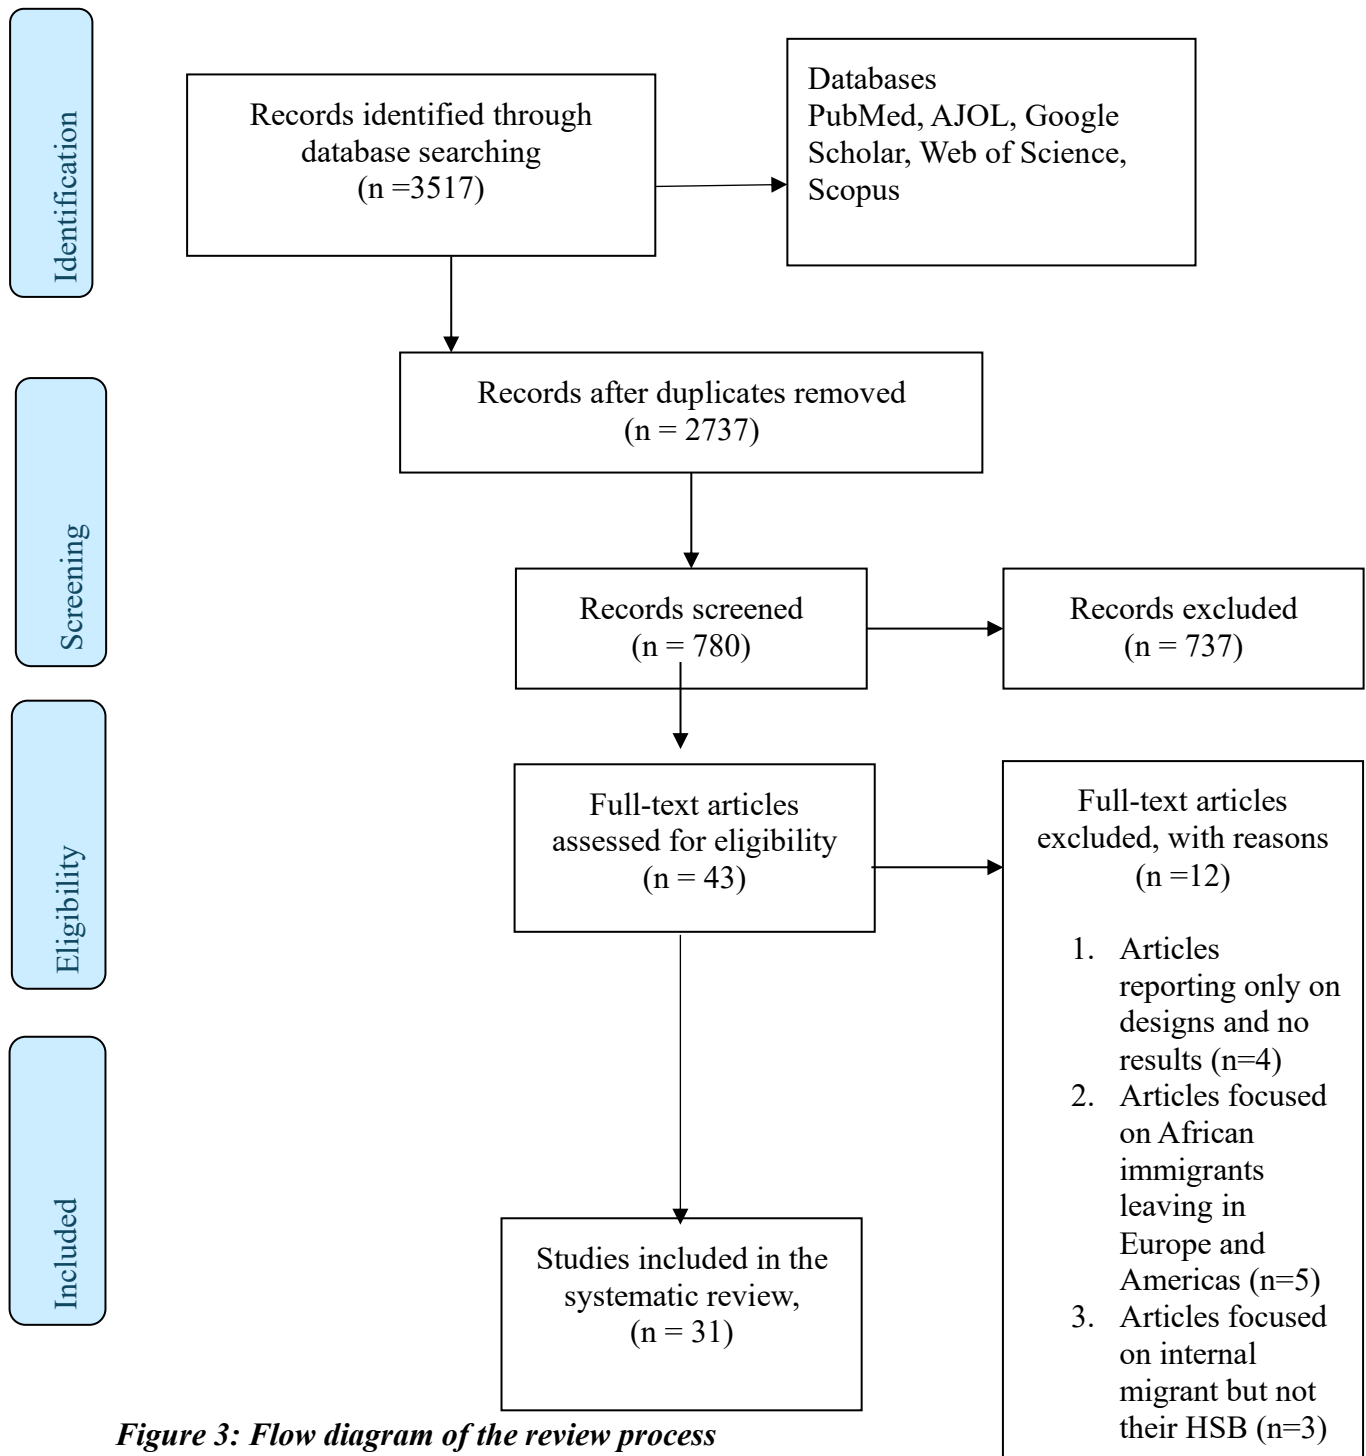 Identification
Records identified through
database searching
(n =3517)
Databases
PubMed, AJOL, Google
Scholar, Web of Science,
Scopus
Records after duplicates removed
(n = 2737)
Screening
Records screened
(n = 780)
Records excluded
(n = 737)
Eligibility
Full-text articles
assessed for eligibility
(n = 43)
Full-text articles
excluded, with reasons
(n =12)
1. Articles
reporting only on
designs and no
results (n=4)
2. Articles focused
on African
immigrants
leaving in
Europe and
Americas (n=5)
3. Articles focused
on internal
migrant but not
their HSB (n=3)
Included
Studies included in the
systematic review,
(n = 31)
Figure 3: Flow diagram of the review process